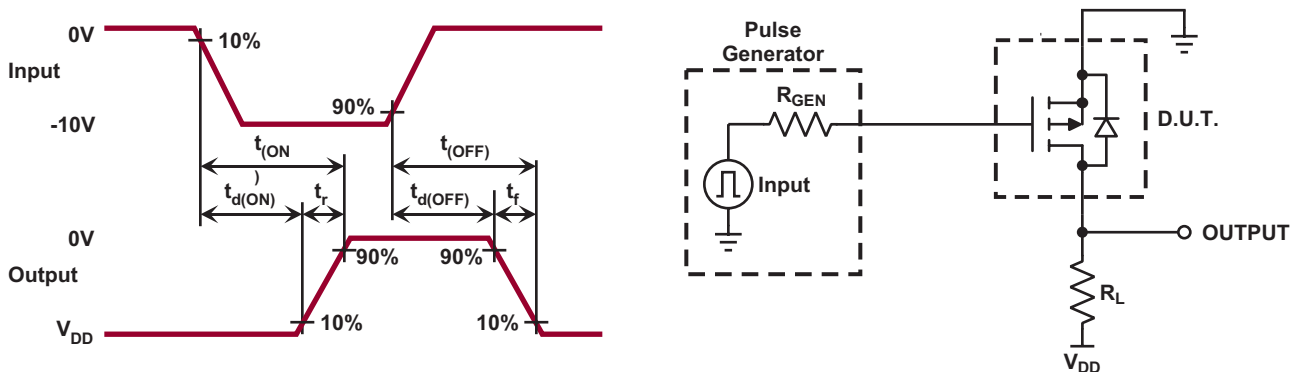 0V
10%
Input
90%
-10V
t(ON
)
t(OFF)
td(ON)
tr
td(OFF)
tf
0V
90%
90%
Output
10%
10%
VDD
Pulse
Generator
RGEN
Input
D.U.T.
OUTPUT
RL
VDD